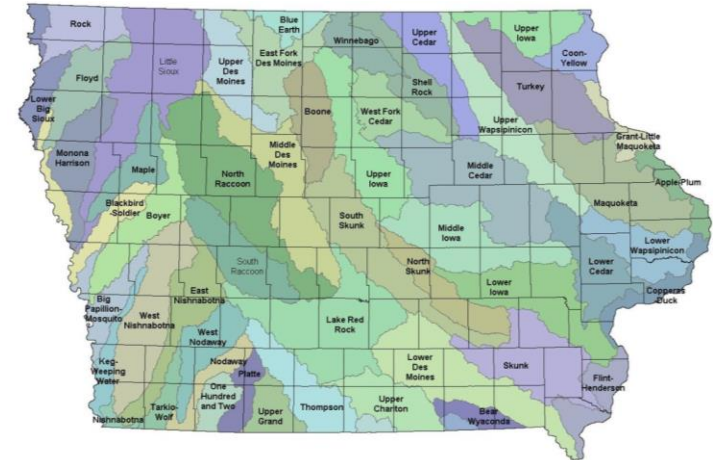 Rock
Little
Sioux
Upper
Des
Moines
Blue
Earth
East Fork
Des Moines
Winnebago
Upper
Cedar
Upper
Iowa
Coon-
Yellow
Floyd
Lower
Big
Sioux
Boone
Shell
Rock
West Fork
Cedar
Turkey
Upper
Wapsipinicon
Grant-Little
Maquoketa
Monona
Harrison
Maple
North
Raccoon
Middle
Des
Moines
Upper
Iowa
Middle
Cedar
Apple-Plum
Maquoketa
Blackbird
-Soldier
Boyer
South
Skunk
Middle
Iowa
Lower
Wapsipinicon
South
Raccoon
North
Skunk
Lower
Cedar
Lower
Iowa
Copperas
Duck
Big
Papillion-
Mosquito
West
Nishnabotna
East
Nishnabotna
Lake Red
Rock
West
Nodaway
Keg-
Weeping
Water
Nodaway
Platte
Lower
Des
Moines
Skunk
Flint-
Henderson
Nishnabotna
Tarkio-
Wolf
One
Hundred
and Two
Upper
Grand
Thompson
Upper
Chariton
Bear
Wyaconda